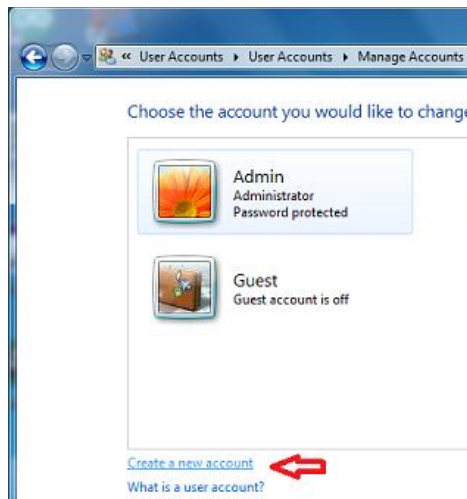 « User Accounts ▸ User Accounts ▸ Manage Accounts
Choose the account you would like to change
Admin
Administrator
Password protected
Guest
Guest account is off
Create a new account
What is a user account?